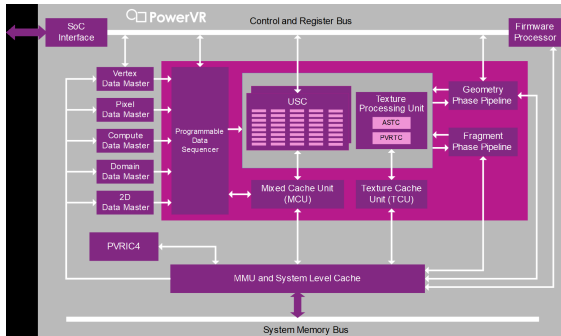 PowerVR
Control and Register Bus
SoC
Interface
Firmware
Processor
Vertex
Data Master
Pixel
Data Master
Compute
Data Master
Domain
Data Master
2D
Data Master
Programmable
Data
Sequencer
USC
Texture
Processing Unit
ASTC
PVRTC
Geometry
Phase Pipeline
Fragment
Phase Pipeline
Mixed Cache Unit
(MCU)
Texture Cache
Unit (TCU)
PVRIC4
MMU and System Level Cache
System Memory Bus